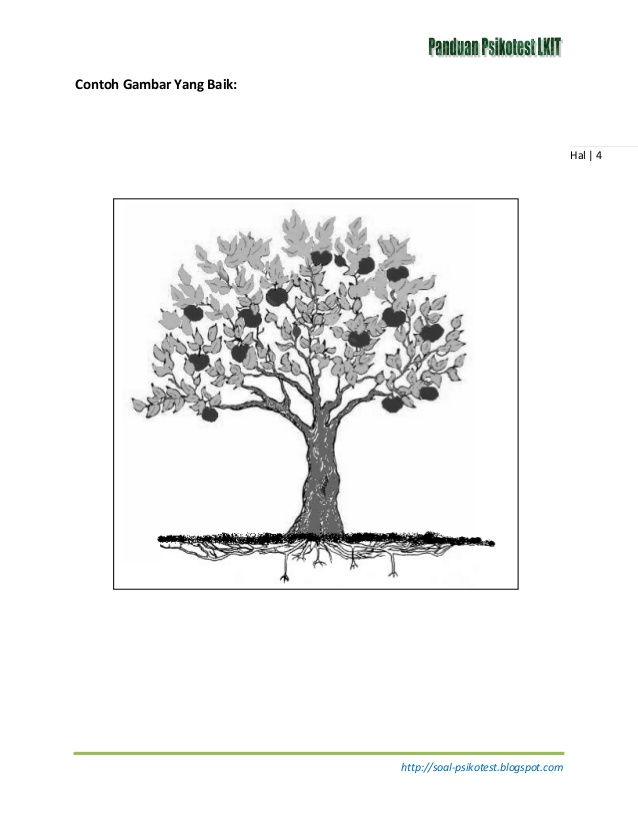 Panduan Psikotest LKIT
Contoh Gambar Yang Baik:
Hal | 4
http://soal-psikotest.blogspot.com